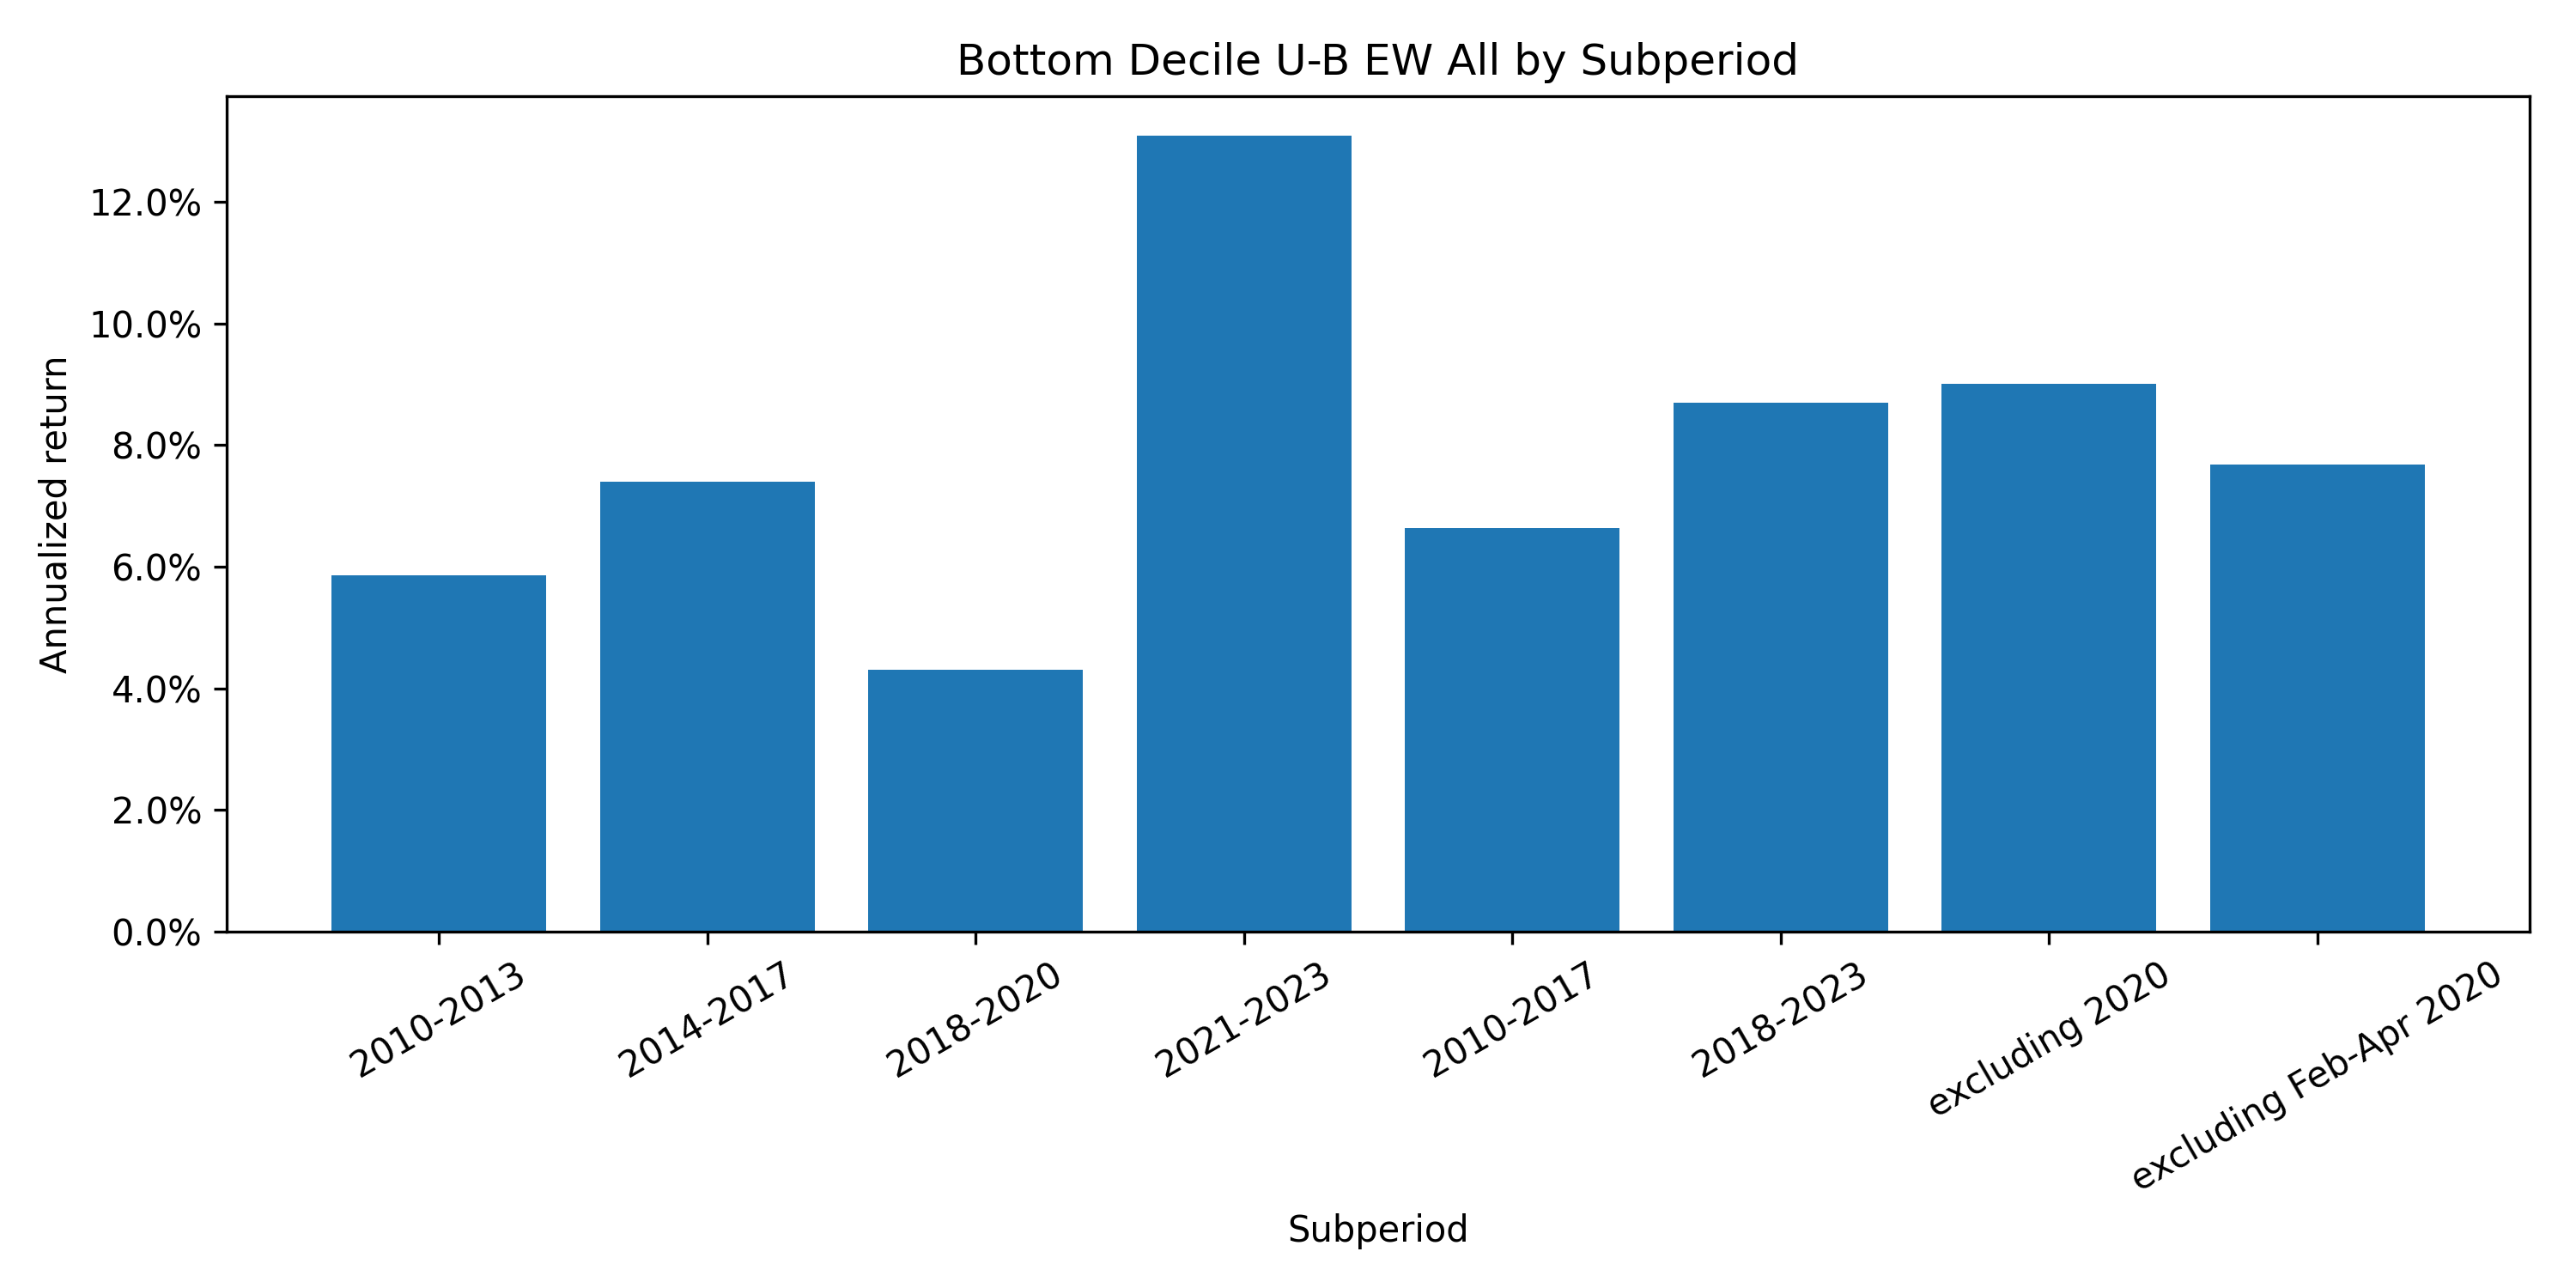 Bottom Decile U-B EW All by Subperiod
Annualized return
12.0%
10.0%
8.0%
6.0%
4.0%
2.0%
0.0%
2010-2013
2014-2017
2018-2020
2021-2023
2010-2017
2018-2023
excluding 2020
excluding Feb-Apr 2020
Subperiod